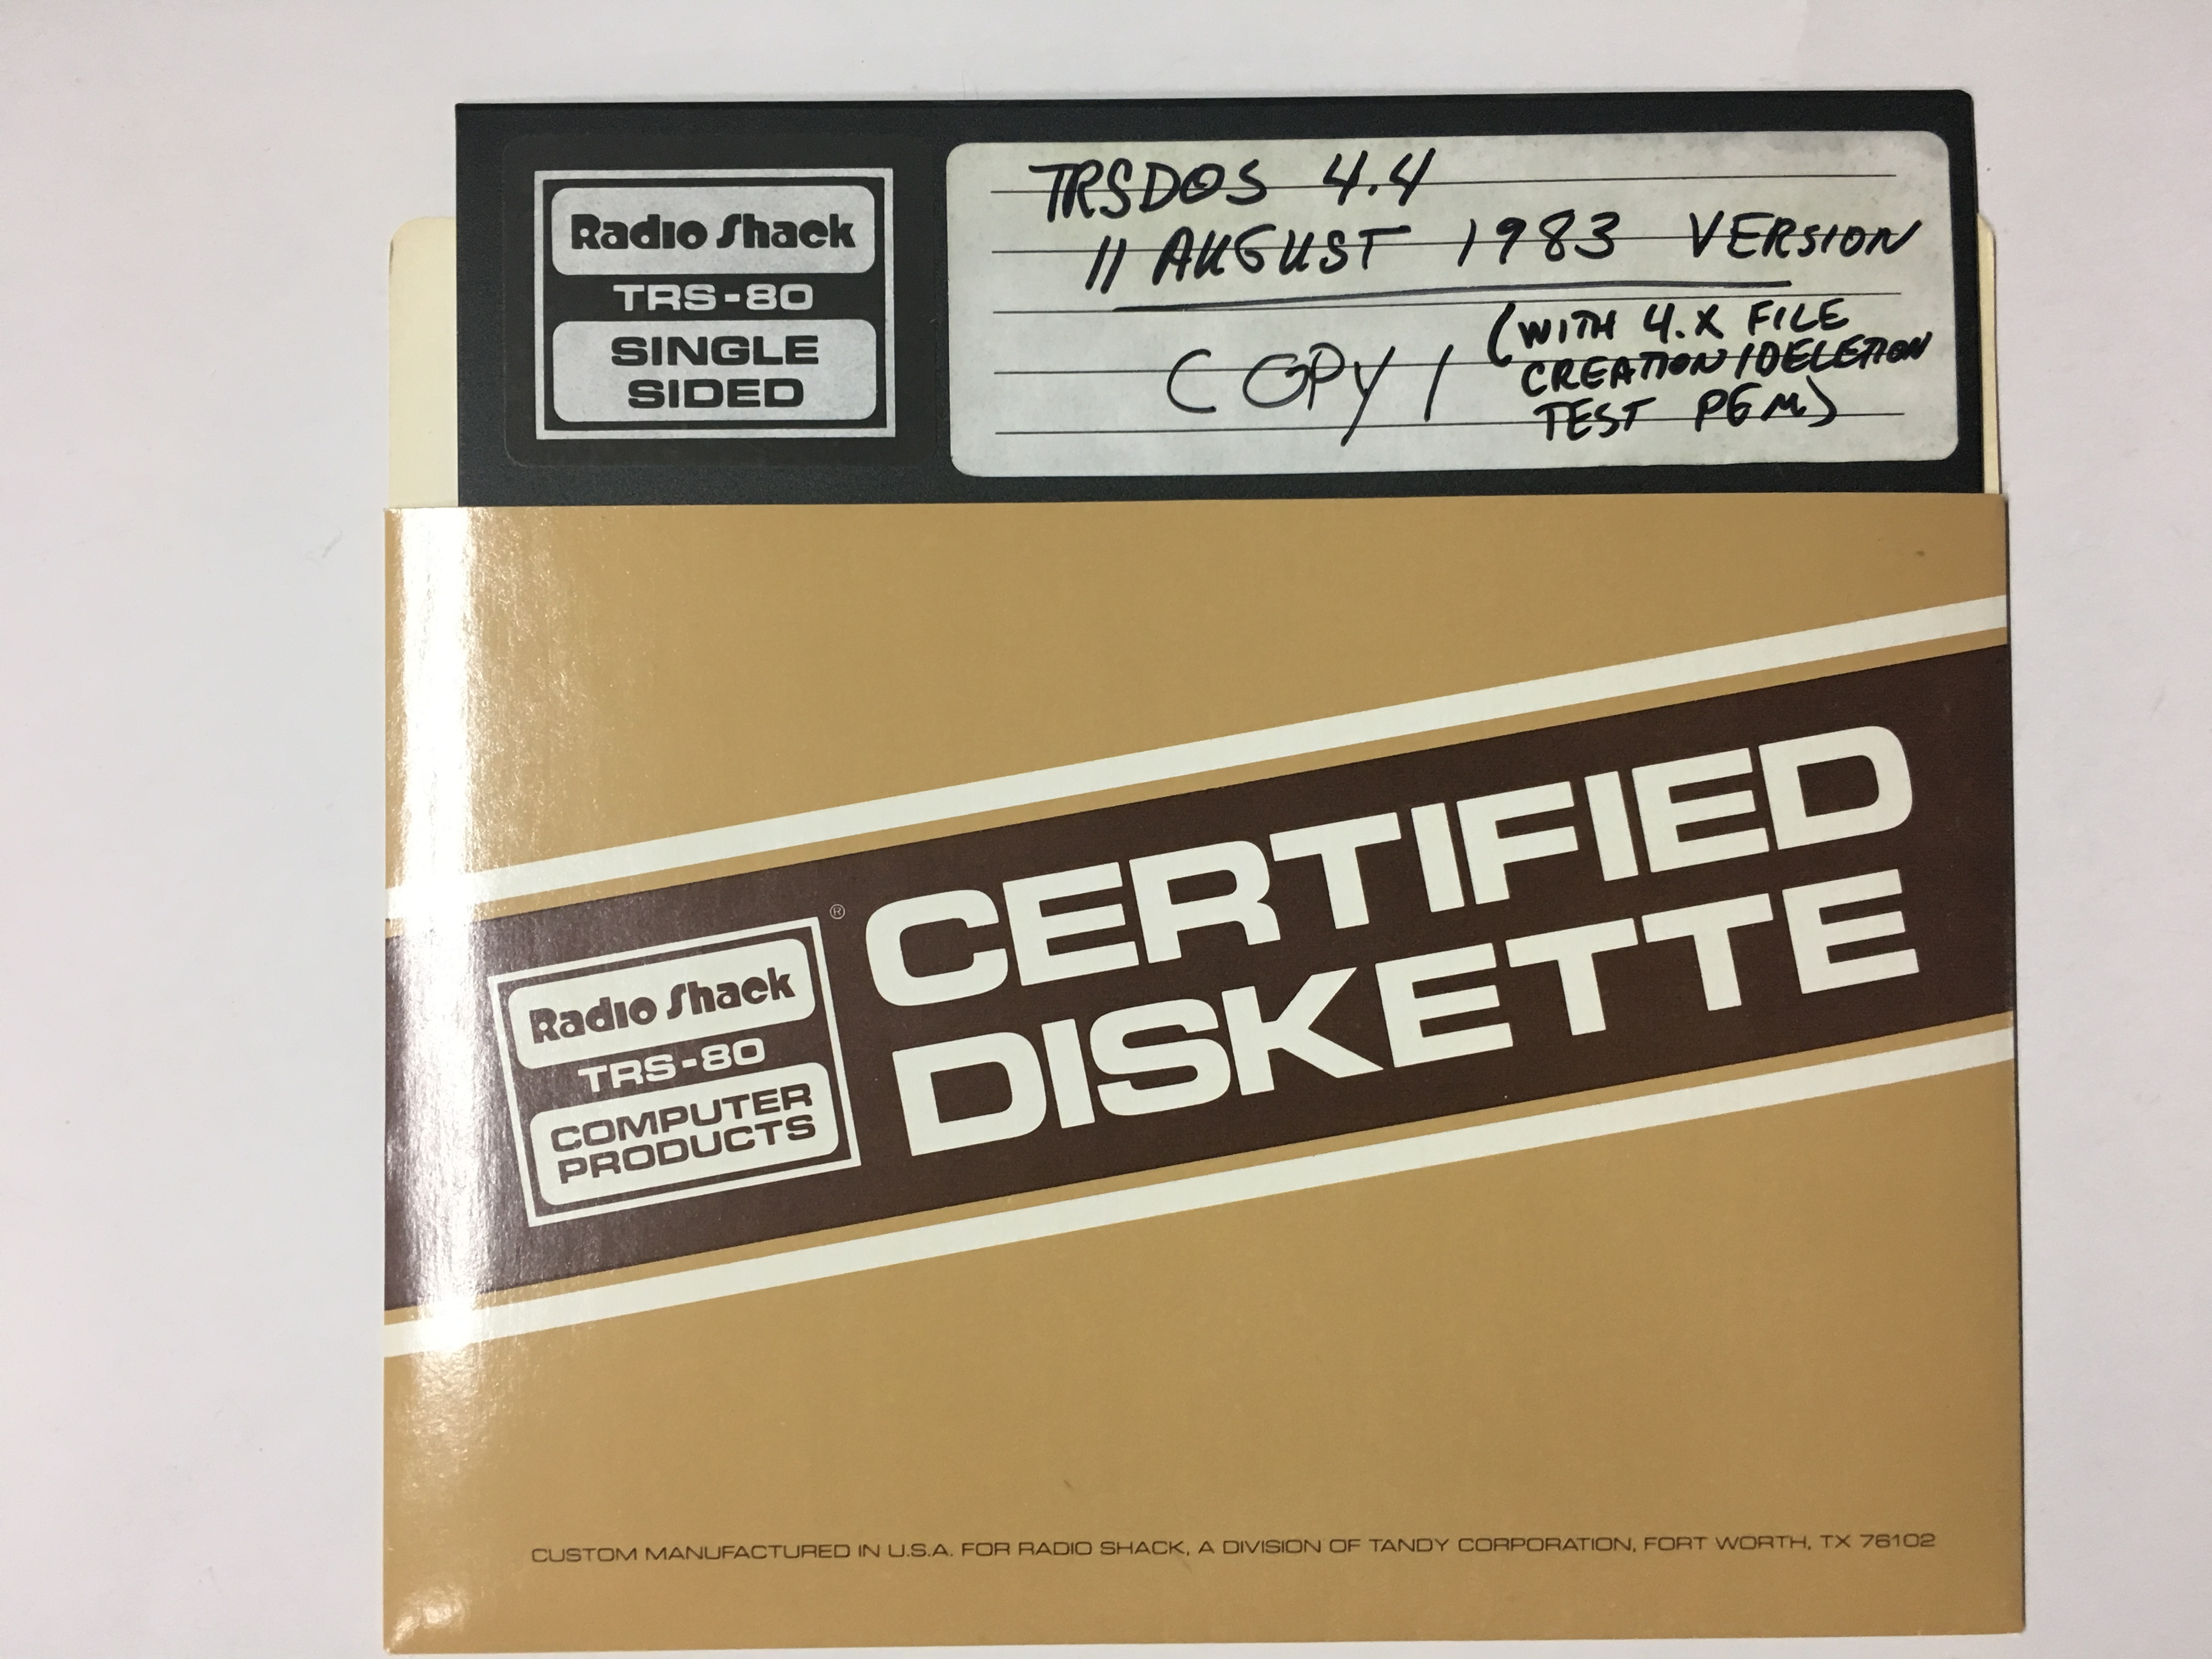 Radio Shack
TRS-80
SINGLE
SIDED
TRSDOS 4.4
11 AUGUST 1983 VERSION
COPY 1
(WITH 4.X FILE
CREATION/DELETION
TEST PGM)
Radio Shack
®
TRS-80
COMPUTER
PRODUCTS
CERTIFIED
DISKETTE
CUSTOM MANUFACTURED IN U.S.A. FOR RADIO SHACK, A DIVISION OF TANDY CORPORATION, FORT WORTH, TX 76102